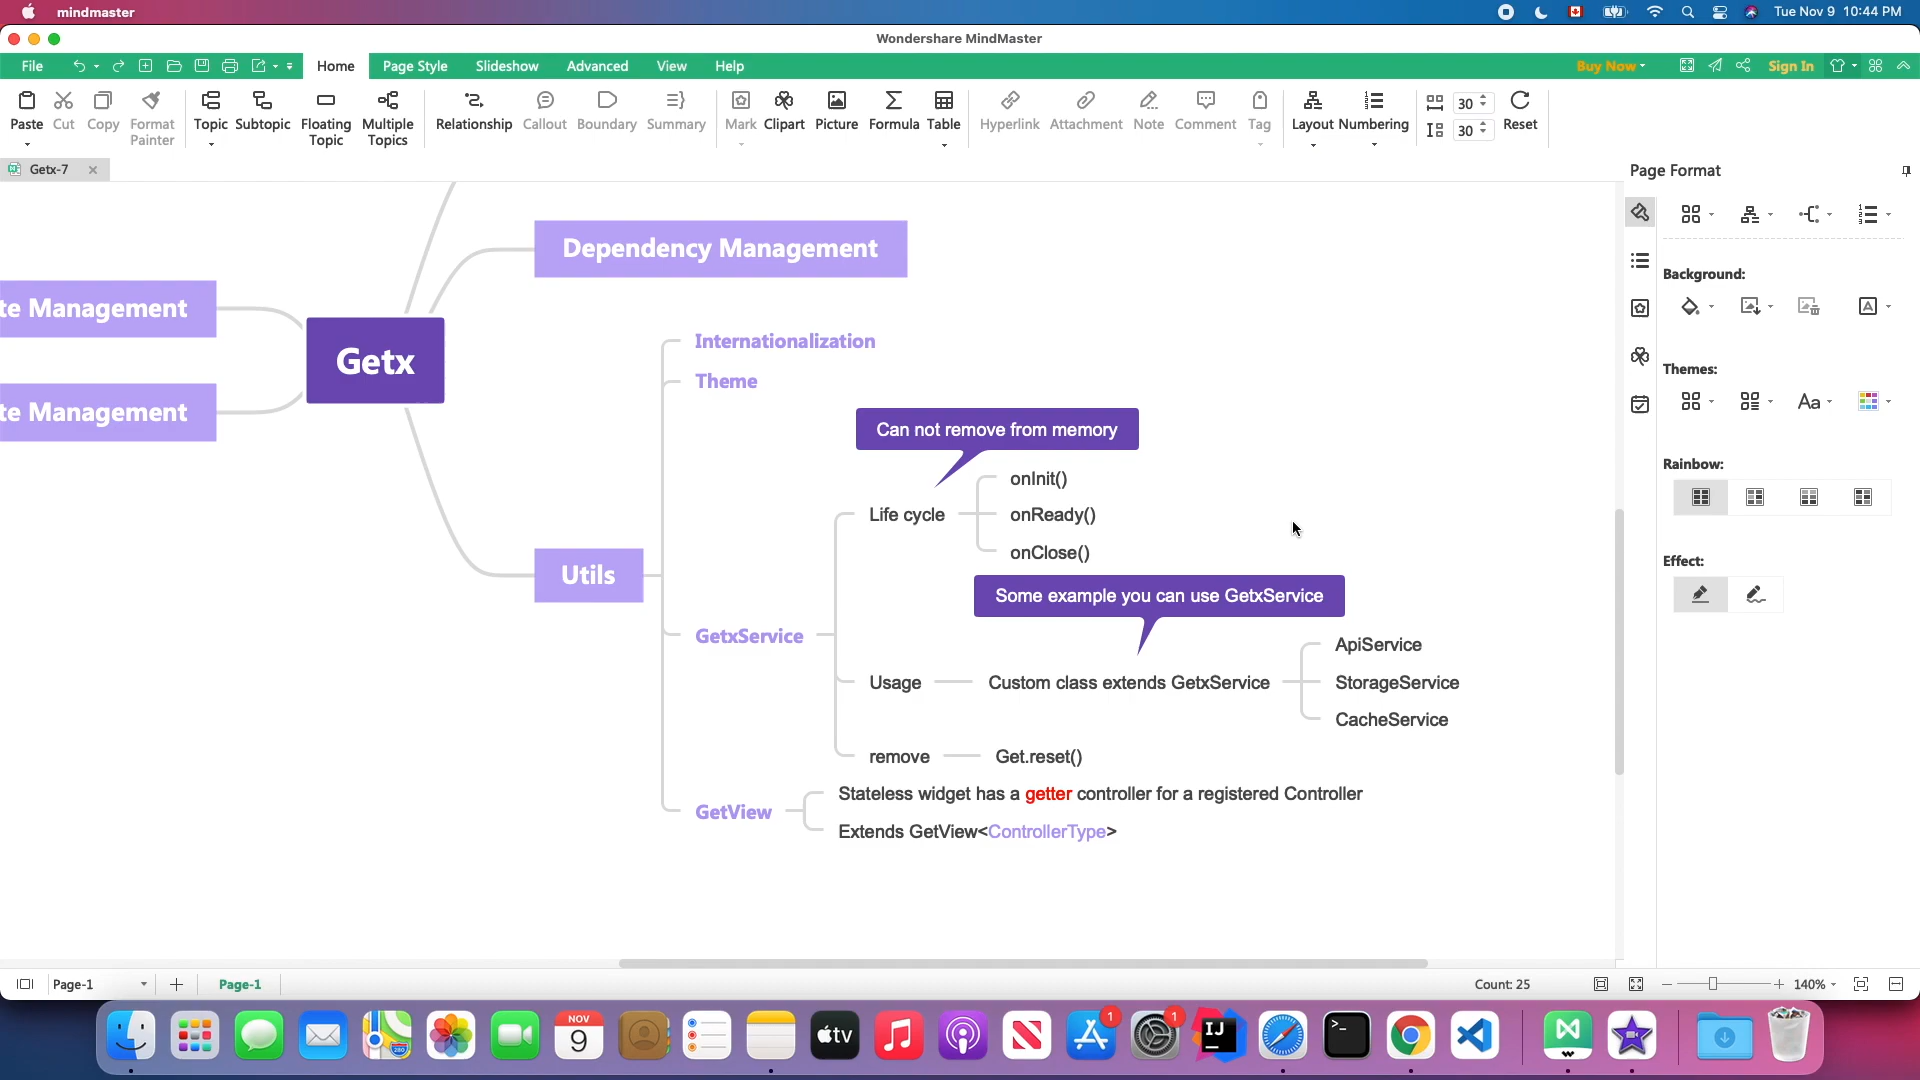 mindmaster
Tue Nov 9 10:44 PM
Wondershare MindMaster
File
Home
Page Style
Slideshow
Advanced
View
Help
Buy Now
Sign In
Paste
Cut
Copy
Format Painter
Topic
Subtopic
Floating Topic
Multiple Topics
Relationship
Callout
Boundary
Summary
Mark
Clipart
Picture
Formula
Table
Hyperlink
Attachment
Note
Comment
Tag
Layout
Numbering
30
30
Reset
Getx-7
Page Format
Background:
Themes:
Aa
Rainbow:
Effect:
Dependency Management
te Management
Getx
te Management
Internationalization
Theme
Can not remove from memory
onInit()
Life cycle
onReady()
onClose()
Utils
Some example you can use GetxService
GetxService
ApiService
Usage
Custom class extends GetxService
StorageService
CacheService
remove
Get.reset()
Stateless widget has a getter controller for a registered Controller
GetView
Extends GetView<ControllerType>
Page-1
Page-1
Count: 25
140%
NOV
9
tv
1
1
IJ
280